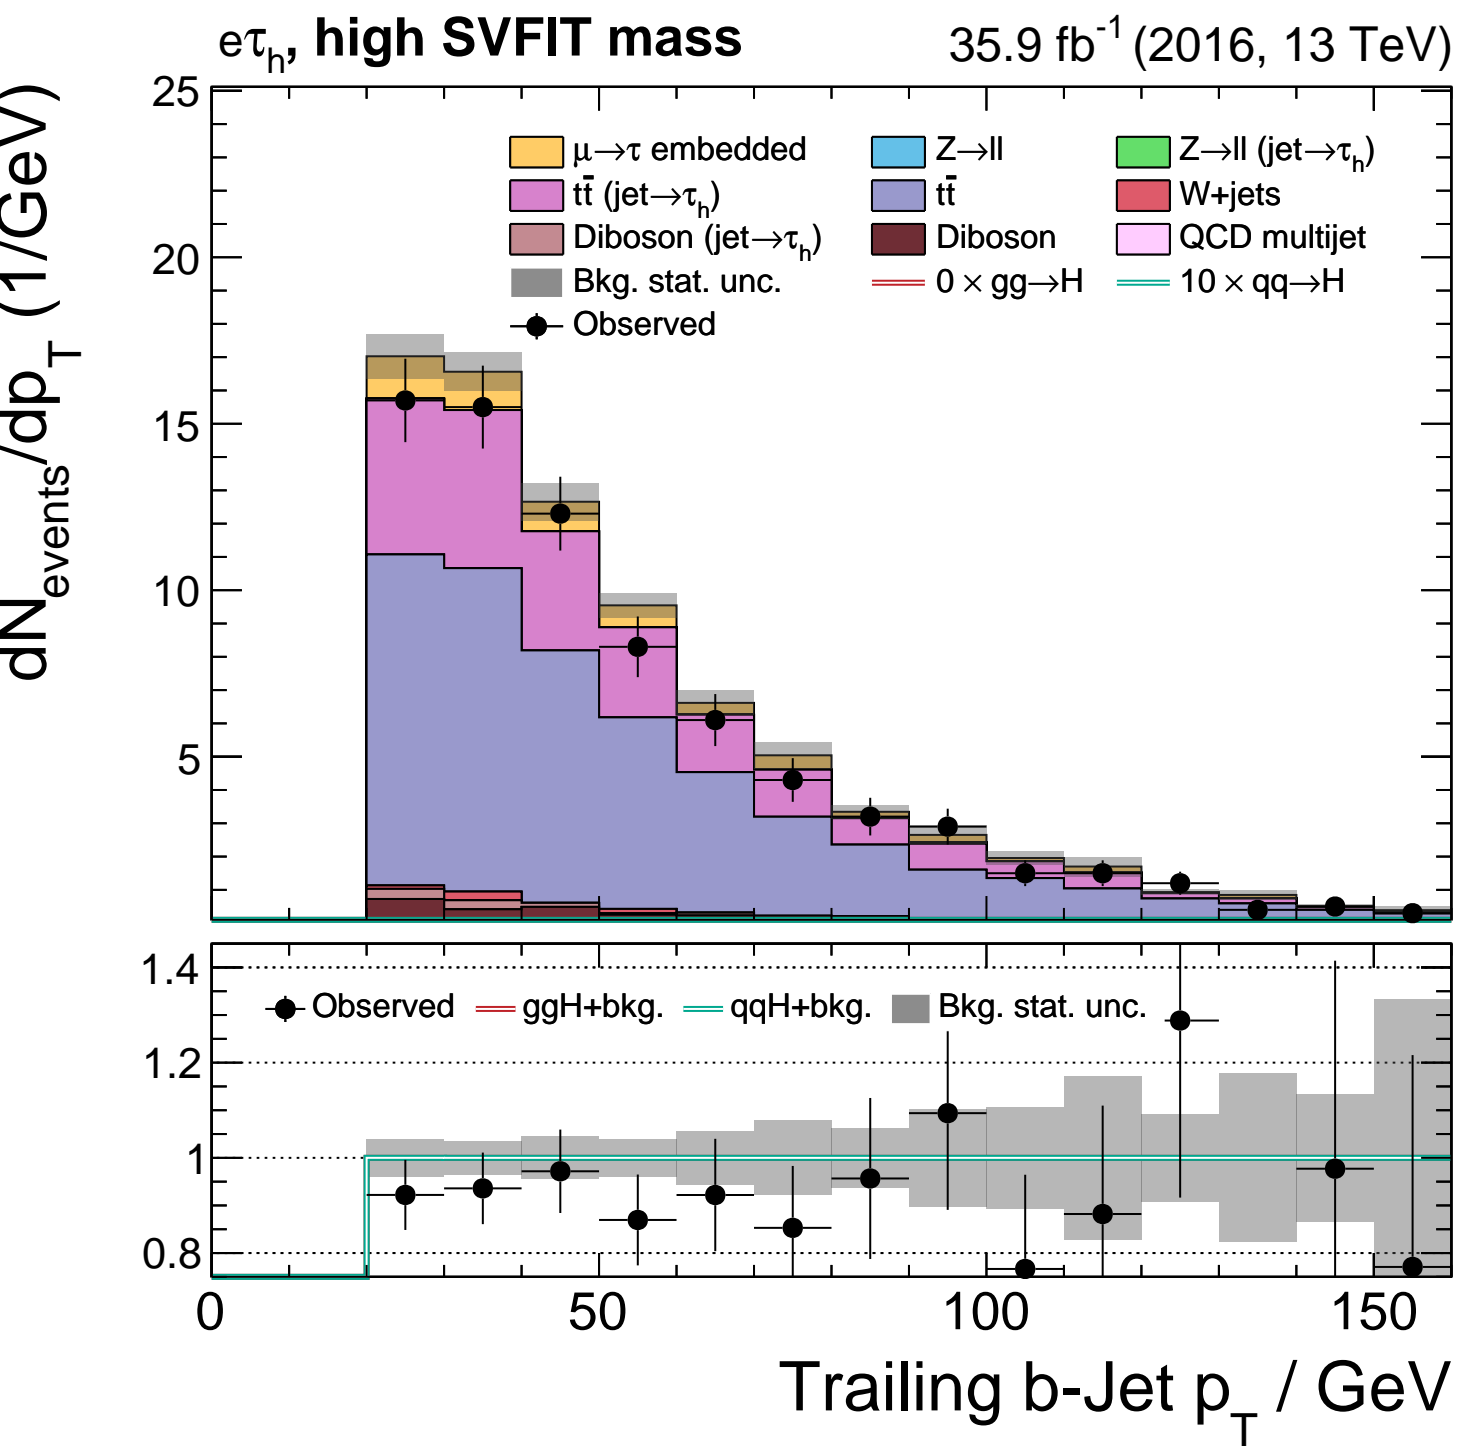 eτh, high SVFIT mass 35.9 fb-1 (2016, 13 TeV)
dNevents/dpT (1/GeV)
25
20
15
10
5
μ→τ embedded Z→ll Z→ll (jet→τh)
tt̄ (jet→τh) tt̄ W+jets
Diboson (jet→τh) Diboson QCD multijet
Bkg. stat. unc. 0 × gg→H 10 × qq→H
Observed
1.4
1.2
1
0.8
Observed ggH+bkg. qqH+bkg. Bkg. stat. unc.
0 50 100 150
Trailing b-Jet pT / GeV